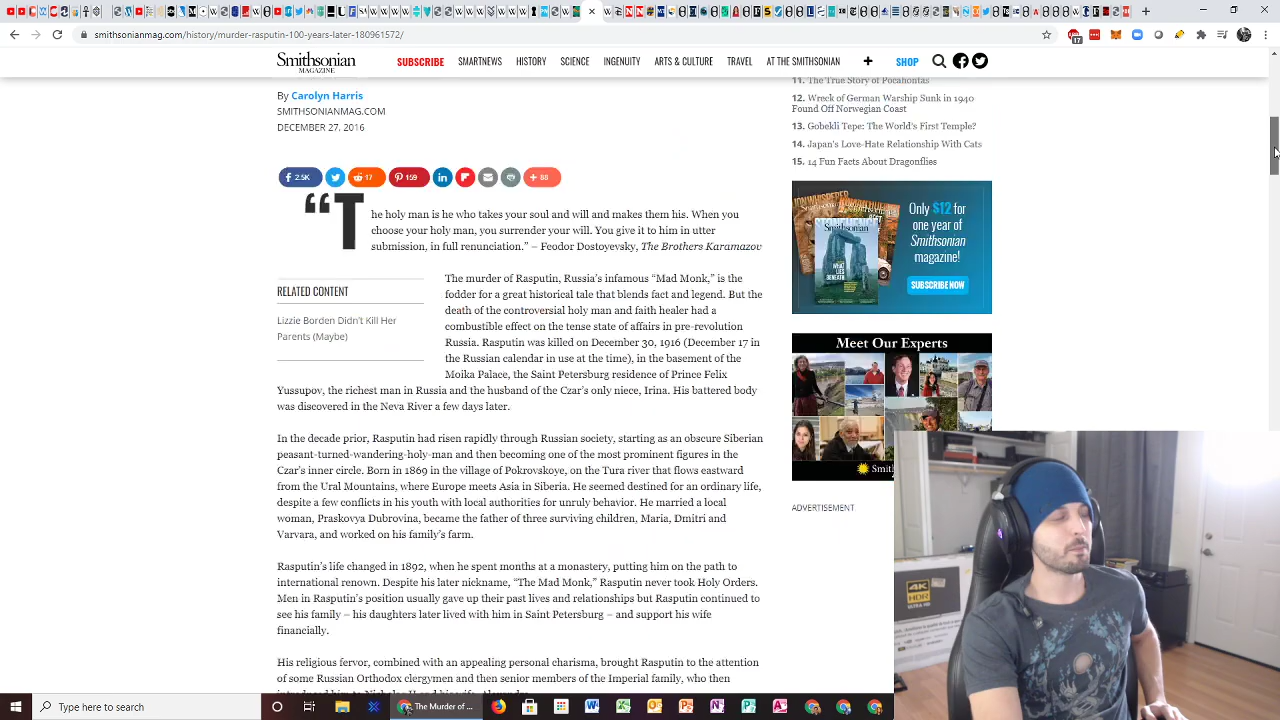 smithsonianmag.com/history/murder-rasputin-100-years-later-180961572/
17
Smithsonian
MAGAZINE
SUBSCRIBE SMARTNEWS HISTORY SCIENCE INGENUITY ARTS & CULTURE TRAVEL AT THE SMITHSONIAN + SHOP
By Carolyn Harris
SMITHSONIANMAG.COM
DECEMBER 27, 2016
2.5K 17 159 + 88
“The holy man is he who takes your soul and will and makes them his. When you
choose your holy man, you surrender your will. You give it to him in utter
submission, in full renunciation.” – Feodor Dostoyevsky, The Brothers Karamazov
RELATED CONTENT
Lizzie Borden Didn't Kill Her
Parents (Maybe)
The murder of Rasputin, Russia’s infamous “Mad Monk,” is the
fodder for a great historical tale that blends fact and legend. But the
death of the controversial holy man and faith healer had a
combustible effect on the tense state of affairs in pre-revolution
Russia. Rasputin was killed on December 30, 1916 (December 17 in
the Russian calendar in use at the time), in the basement of the
Moika Palace, the Saint Petersburg residence of Prince Felix
Yussupov, the richest man in Russia and the husband of the Czar’s only niece, Irina. His battered body
was discovered in the Neva River a few days later.
In the decade prior, Rasputin had risen rapidly through Russian society, starting as an obscure Siberian
peasant-turned-wandering-holy-man and then becoming one of the most prominent figures in the
Czar’s inner circle. Born in 1869 in the village of Pokrovskoye, on the Tura river that flows eastward
from the Ural Mountains, where Europe meets Asia in Siberia. He seemed destined for an ordinary life,
despite a few conflicts in his youth with local authorities for unruly behavior. He married a local
woman, Praskovya Dubrovina, became the father of three surviving children, Maria, Dmitri and
Varvara, and worked on his family’s farm.
Rasputin’s life changed in 1892, when he spent months at a monastery, putting him on the path to
international renown. Despite his later nickname, “The Mad Monk,” Rasputin never took Holy Orders.
Men in Rasputin’s position usually gave up their past lives and relationships but Rasputin continued to
see his family – his daughters later lived with him in Saint Petersburg – and support his wife
financially.
His religious fervor, combined with an appealing personal charisma, brought Rasputin to the attention
of some Russian Orthodox clergymen and then senior members of the Imperial family, who then
11. The True Story of Pocahontas
12. Wreck of German Warship Sunk in 1940
Found Off Norwegian Coast
13. Gobekli Tepe: The World’s First Temple?
14. Japan's Love-Hate Relationship With Cats
15. 14 Fun Facts About Dragonflies
Smithsonian
WHAT
LIES
BENEATH
Only $12 for
one year of
Smithsonian
magazine!
SUBSCRIBE NOW
Meet Our Experts
Smit
ADVERTISEMENT
4K
HDR
ULTRA HD
Type here to search
The Murder of ...